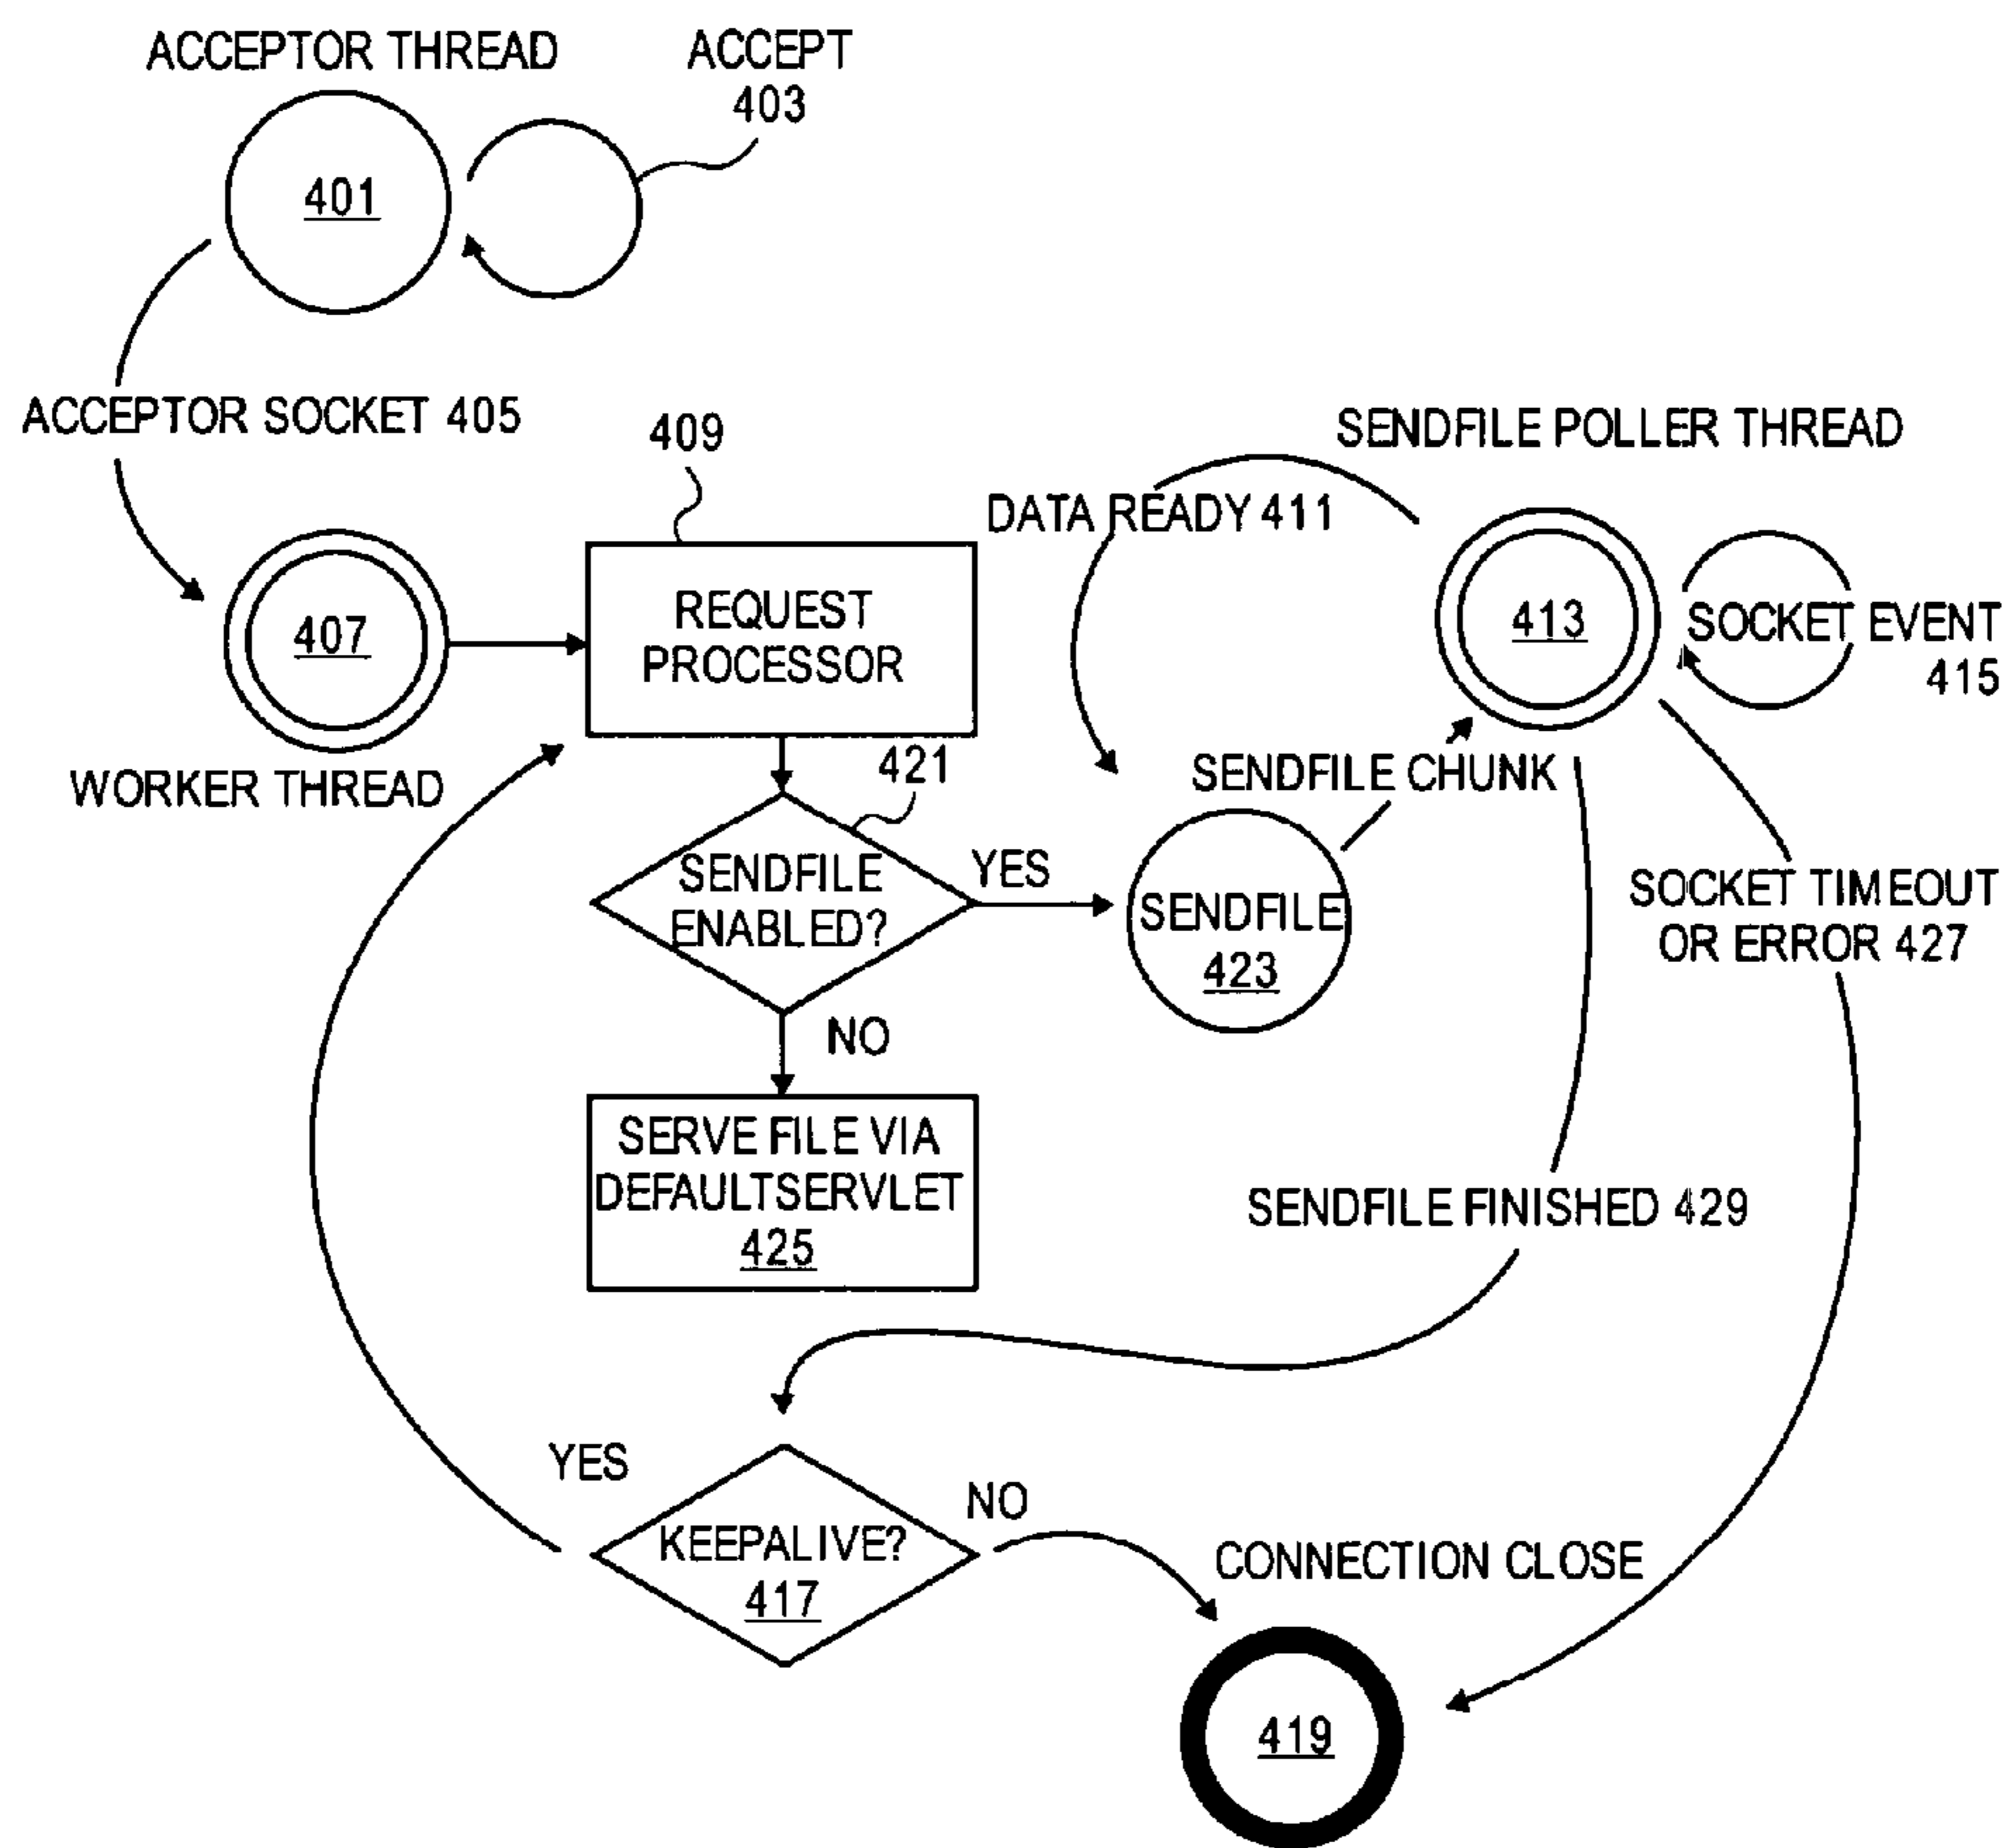 ACCEPTOR THREAD
ACCEPT
403
401
ACCEPTOR SOCKET 405
409
SENDFILE POLLER THREAD
DATA READY 411
REQUEST
PROCESSOR
407
413
SOCKET EVENT
415
WORKER THREAD
421
SENDFILE CHUNK
SENDFILE
ENABLED?
YES
SENDFILE
423
SOCKET TIMEOUT
OR ERROR 427
NO
SERVE FILE VIA
DEFAULTSERVLET
425
SENDFILE FINISHED 429
YES
NO
KEEPALIVE?
417
CONNECTION CLOSE
419